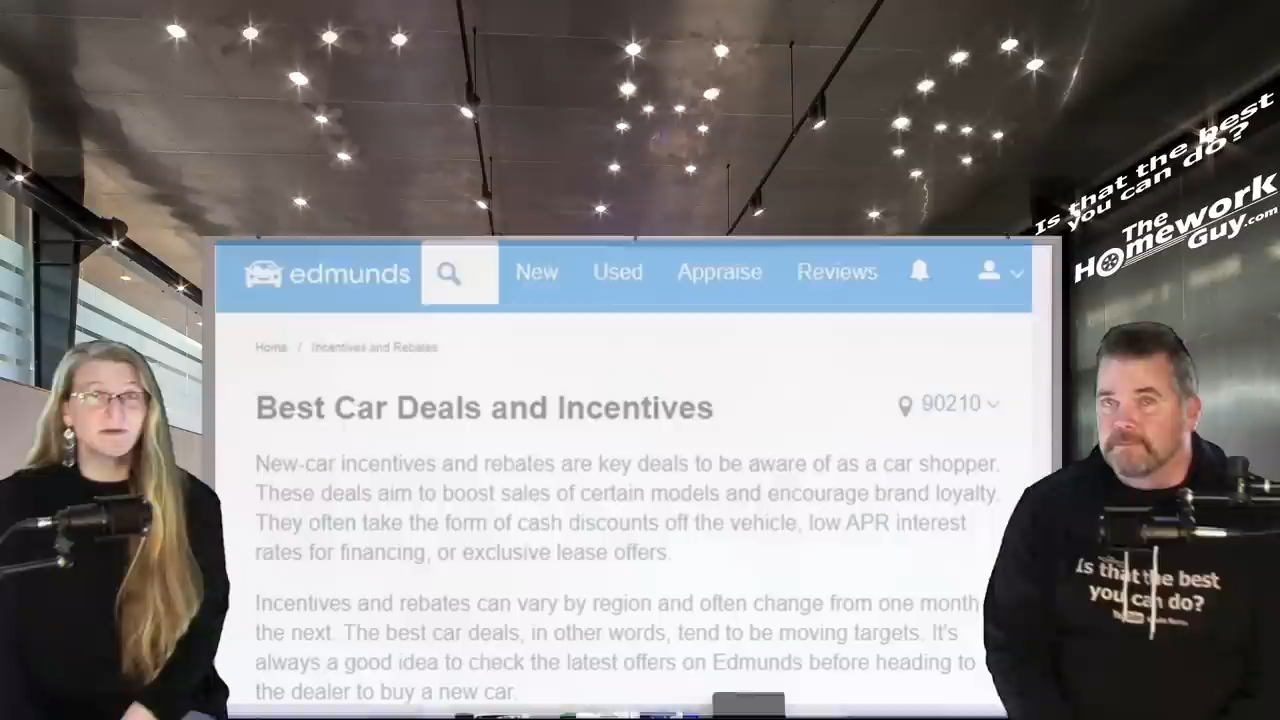 Is that the best
you can do?
The
Homework
Guy.com
edmunds
New
Used
Appraise
Reviews
Home / Incentives and Rebates
Best Car Deals and Incentives
90210
New-car incentives and rebates are key deals to be aware of as a car shopper.
These deals aim to boost sales of certain models and encourage brand loyalty.
They often take the form of cash discounts off the vehicle, low APR interest
rates for financing, or exclusive lease offers.
Incentives and rebates can vary by region and often change from one month
the next. The best car deals, in other words, tend to be moving targets. It's
always a good idea to check the latest offers on Edmunds before heading to
the dealer to buy a new car.
Is that the best
you can do?